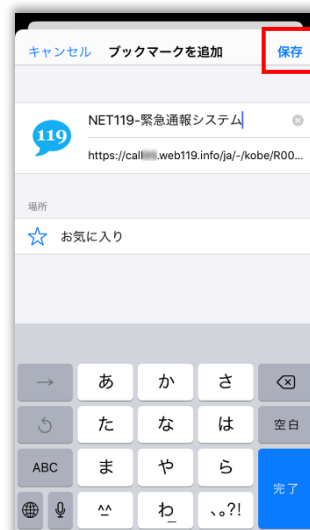 キャンセル ブックマークを追加 保存
119
NET119-緊急通報システム
https://call
.web119.info/ja/-/kobe/R00...
場所
お気に入り
→ あ か さ
た な は 空白
ABC ま や ら
完了
^^ わ 、。?!